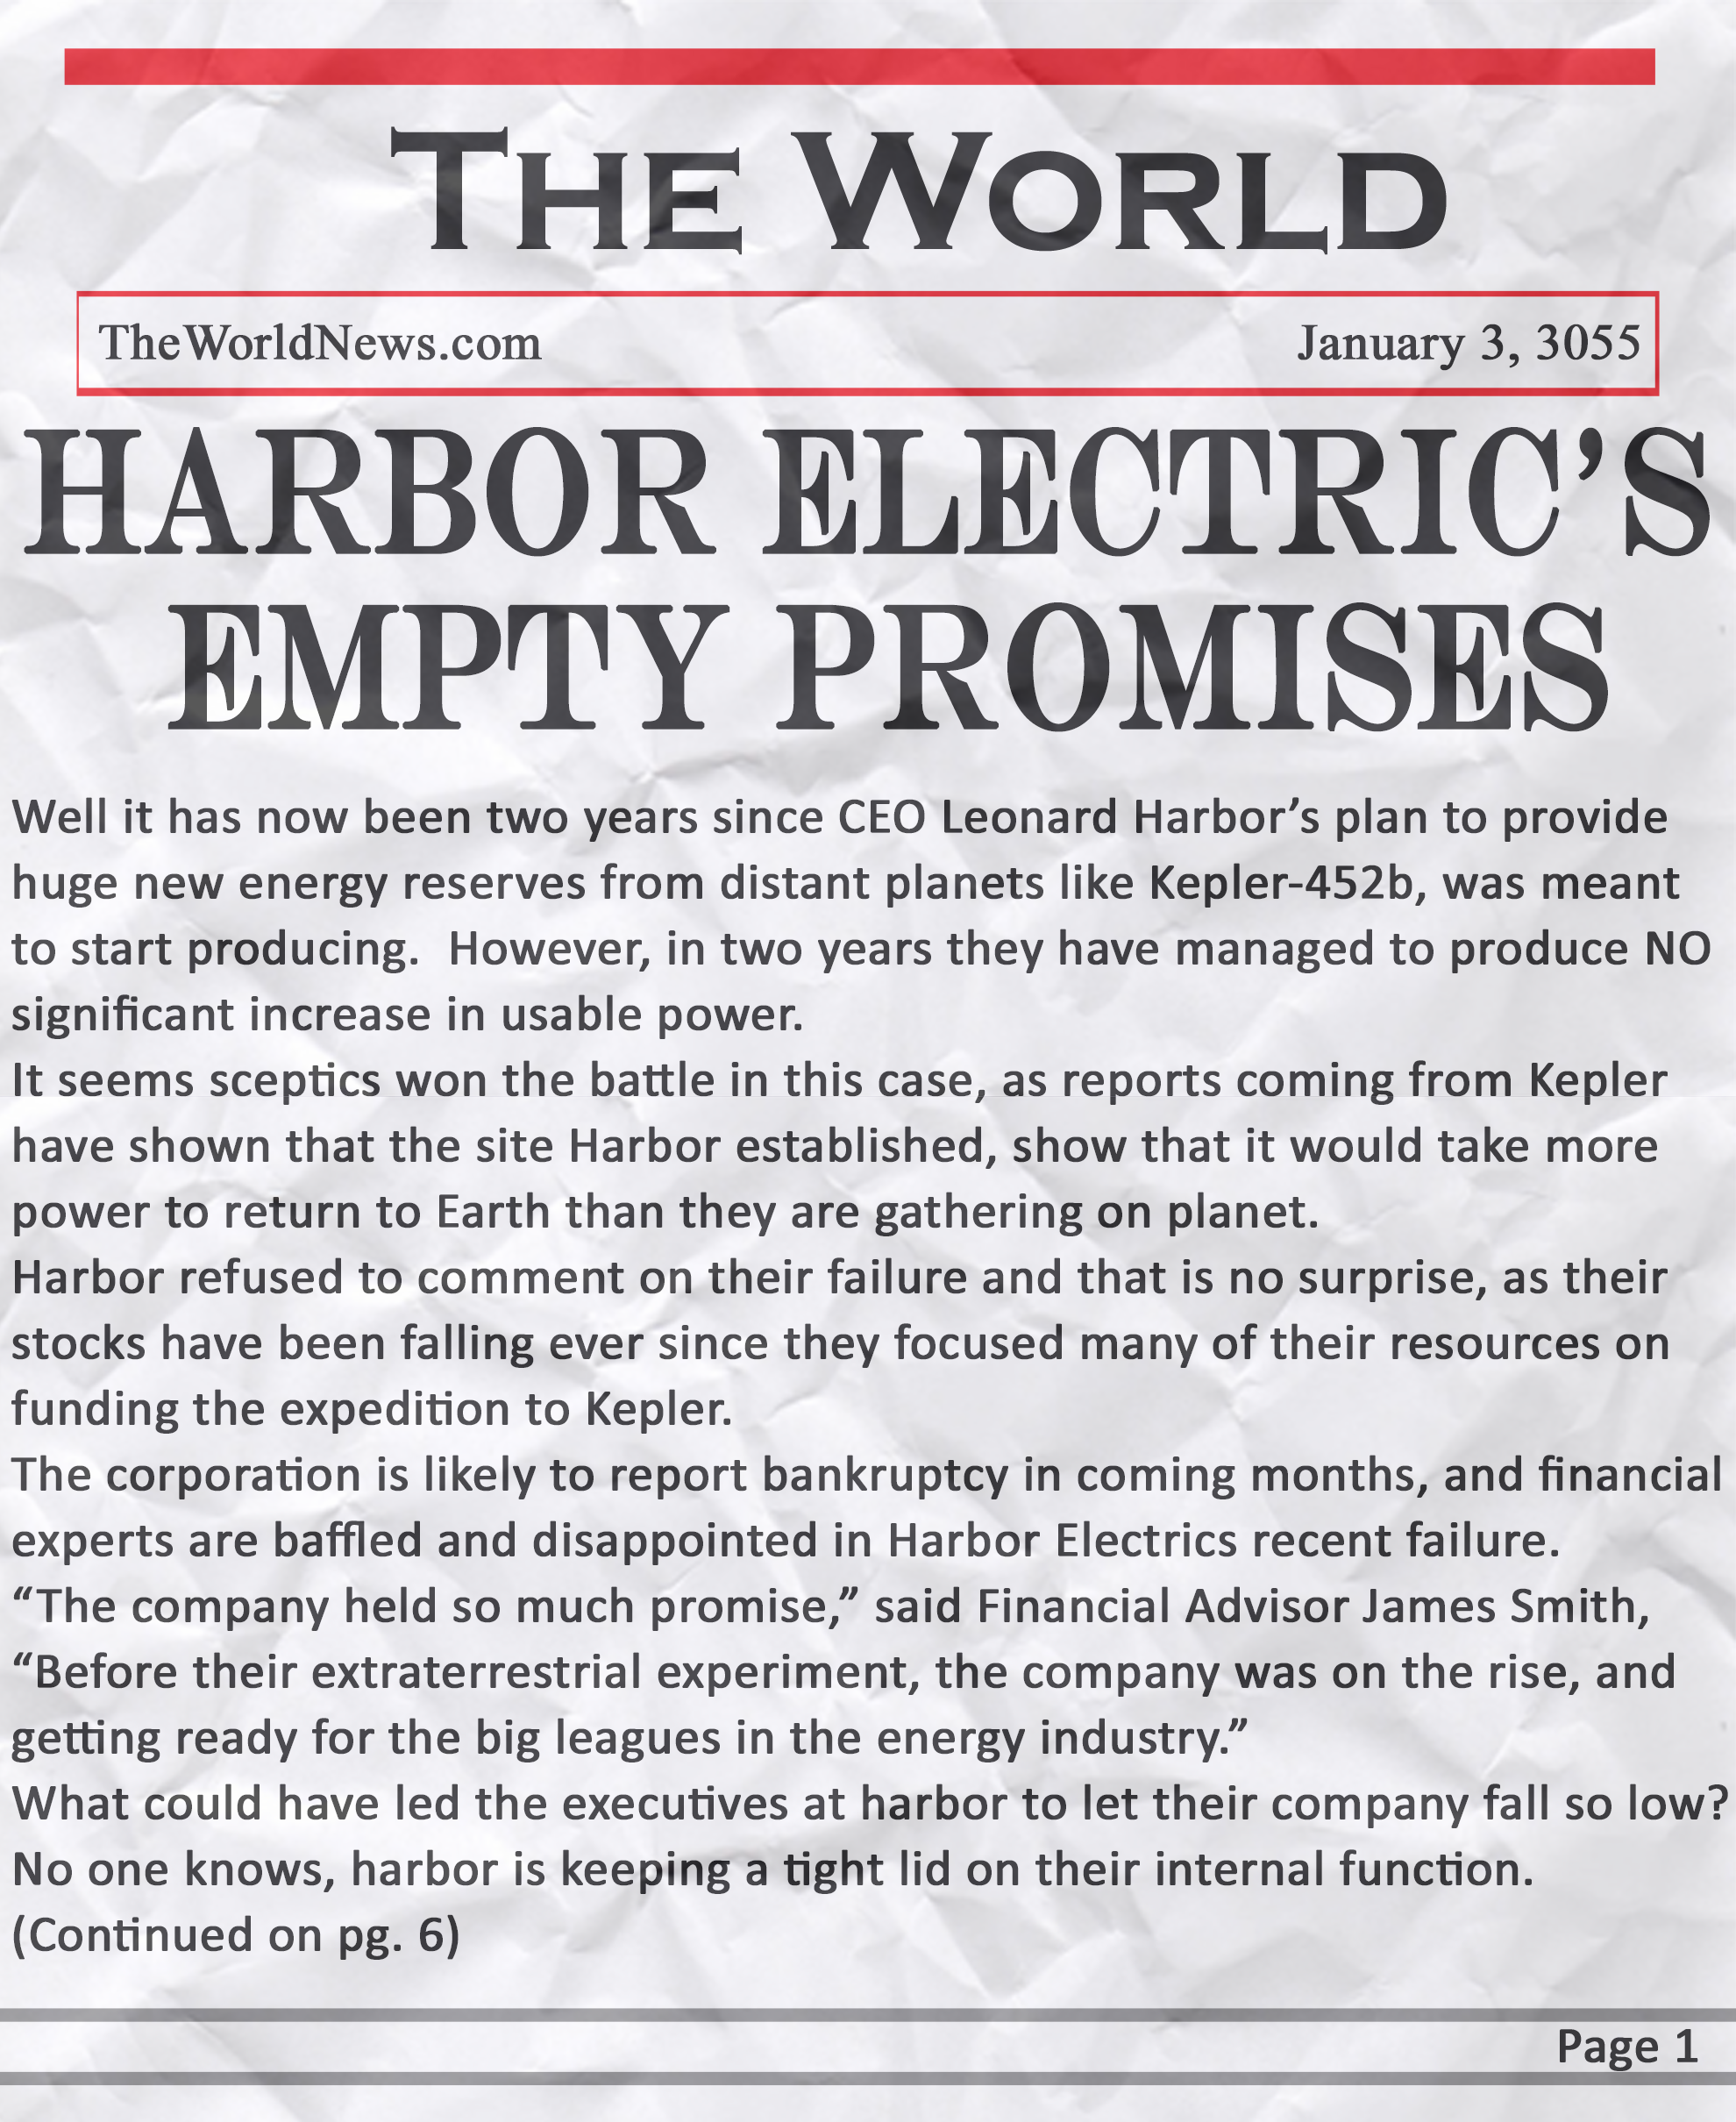 The World
TheWorldNews.com January 3, 3055
HARBOR ELECTRIC’S
EMPTY PROMISES
Well it has now been two years since CEO Leonard Harbor’s plan to provide
huge new energy reserves from distant planets like Kepler-452b, was meant
to start producing.  However, in two years they have managed to produce NO
significant increase in usable power.
It seems sceptics won the battle in this case, as reports coming from Kepler
have shown that the site Harbor established, show that it would take more
power to return to Earth than they are gathering on planet.
Harbor refused to comment on their failure and that is no surprise, as their
stocks have been falling ever since they focused many of their resources on
funding the expedition to Kepler.
The corporation is likely to report bankruptcy in coming months, and financial
experts are baffled and disappointed in Harbor Electrics recent failure.
“The company held so much promise,” said Financial Advisor James Smith,
“Before their extraterrestrial experiment, the company was on the rise, and
getting ready for the big leagues in the energy industry.”
What could have led the executives at harbor to let their company fall so low?
No one knows, harbor is keeping a tight lid on their internal function.
(Continued on pg. 6)
Page 1